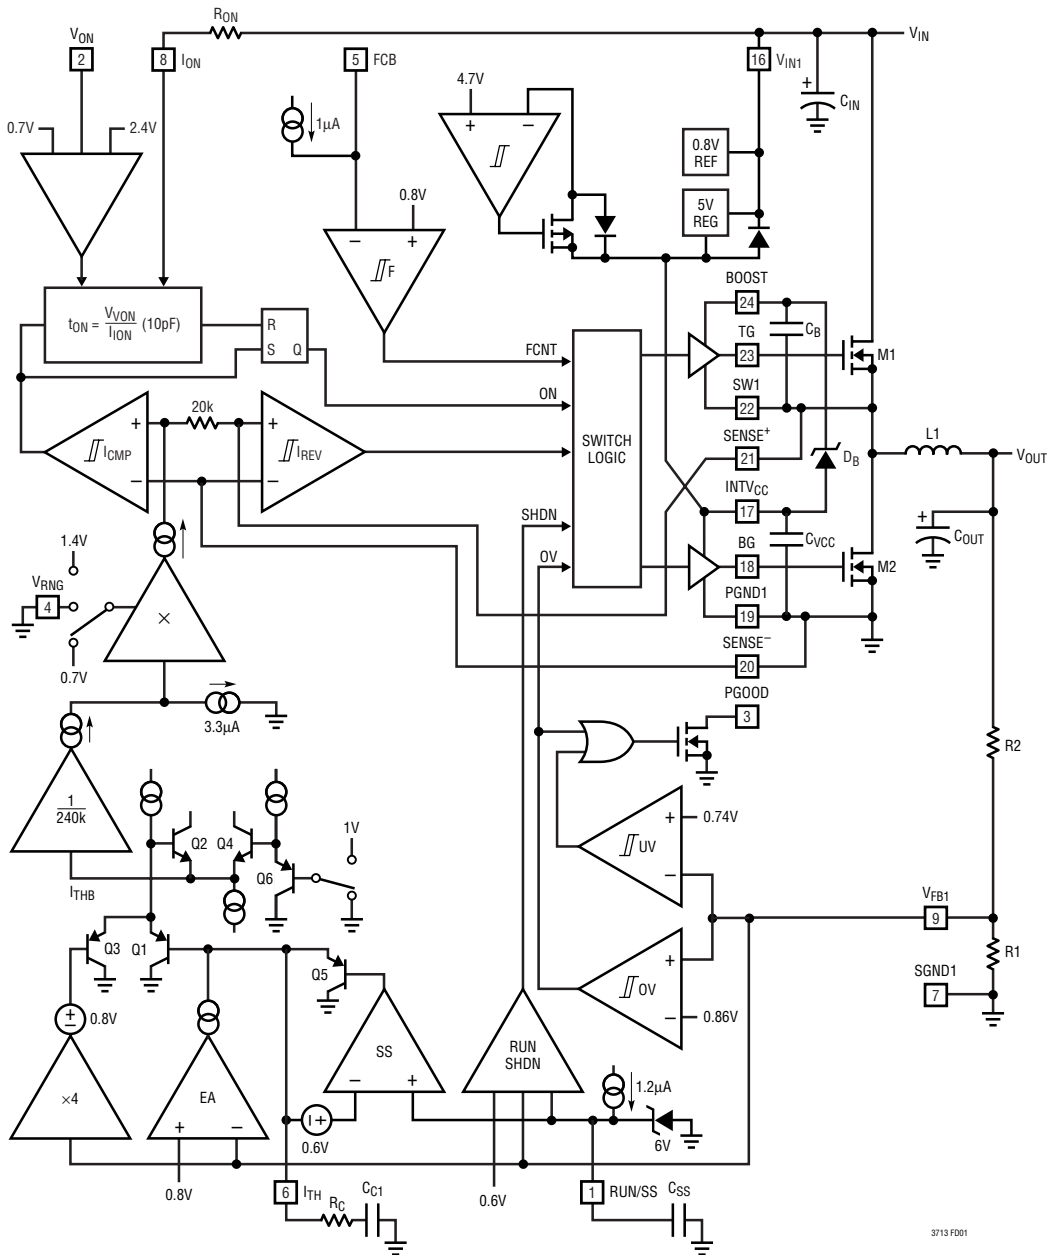 RON
VON
2
8
ION
5
FCB
16
VIN1
VIN
+
CIN
0.7V
2.4V
1µA
4.7V
+
−
0.8V
REF
5V
REG
0.8V
−
+
F
tON = VVON
ION
(10pF)
R
S
Q
20k
+
−
ICMP
+
−
IREV
FCNT
ON
SHDN
OV
SWITCH
LOGIC
BOOST
24
TG
23
SW1
22
SENSE+
21
INTVCC
17
BG
18
PGND1
19
SENSE−
20
PGOOD
3
CB
M1
DB
CVCC
M2
L1
VOUT
+
COUT
1.4V
VRNG
4
0.7V
×
3.3µA
1
240k
ITHB
Q2
Q4
Q6
1V
Q3
Q1
Q5
+
−
0.8V
×4
EA
+
−
0.8V
SS
−
+
+
−
0.6V
RUN
SHDN
0.6V
1.2µA
6V
+
−
UV
0.74V
+
−
OV
0.86V
R2
VFB1
9
R1
SGND1
7
6
ITH
RC
CC1
1
RUN/SS
CSS
3713 FD01